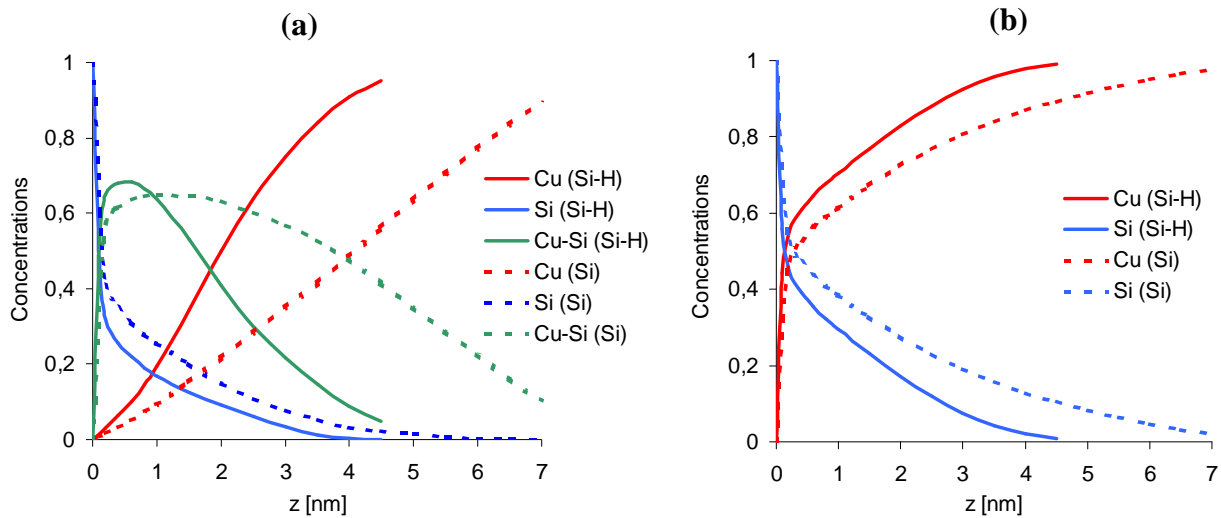 (a)
Concentrations
1
0,8
0,6
0,4
0,2
0
0 1 2 3 4 5 6 7
z [nm]
Cu (Si-H)
Si (Si-H)
Cu-Si (Si-H)
Cu (Si)
Si (Si)
Cu-Si (Si)
(b)
Concentrations
1
0,8
0,6
0,4
0,2
0
0 1 2 3 4 5 6 7
z [nm]
Cu (Si-H)
Si (Si-H)
Cu (Si)
Si (Si)